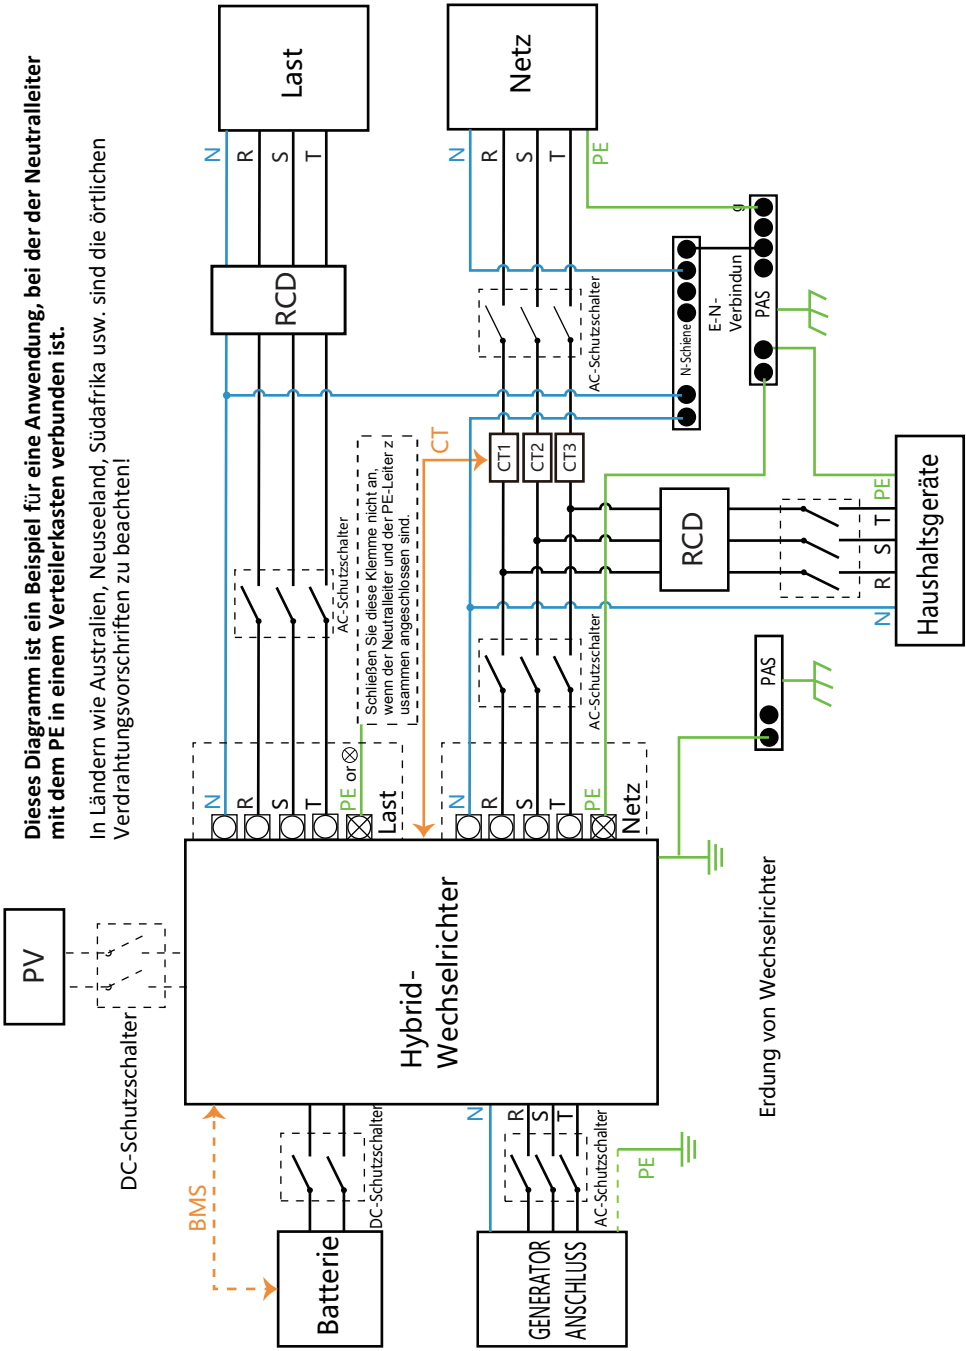 Dieses Diagramm ist ein Beispiel für eine Anwendung, bei der der Neutralleiter
mit dem PE in einem Verteilerkasten verbunden ist.
In Ländern wie Australien, Neuseeland, Südafrika usw. sind die örtlichen
Verdrahtungsvorschriften zu beachten!
PV
DC-Schutzschalter
BMS
Batterie
DC-Schutzschalter
Hybrid-
Wechselrichter
N
R
S
T
PE or
Last
AC-Schutzschalter
RCD
N
R
S
T
Last
Schließen Sie diese Klemme nicht an,
wenn der Neutralleiter und der PE-Leiter z
usammen angeschlossen sind.
CT
N
R
S
T
PE
Netz
AC-Schutzschalter
CT1
CT2
CT3
AC-Schutzschalter
N
R
S
T
PE
Netz
N-Schiene
E-N-
Verbindun
g
PAS
RCD
N
R
S
T
PE
Haushaltsgeräte
PAS
Erdung von Wechselrichter
GENERATOR
ANSCHLUSS
N
R
S
T
AC-Schutzschalter
PE